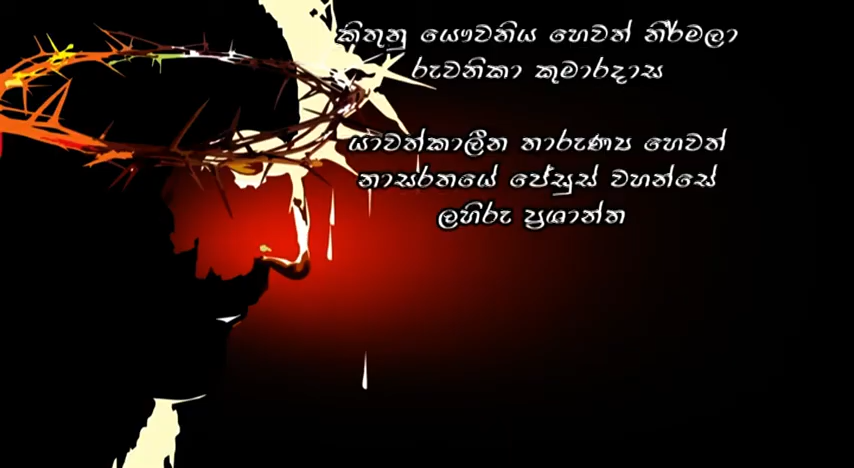 කිතුනු යෞවනිය හෙවත් නිර්මලා
රුවනිකා කුමාරදාස
යාවත්කාලීන තාරුණ්‍ය හෙවත්
නාසරතයේ ජේසුස් වහන්සේ
ලහිරු ප්‍රශාන්ත